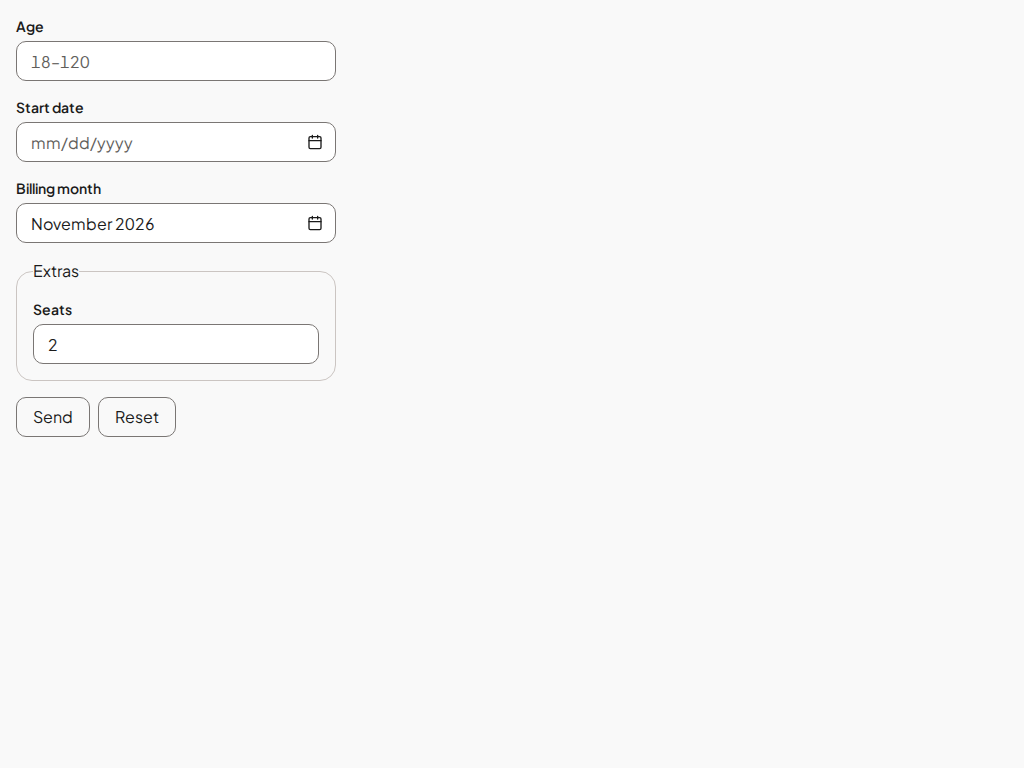 Age
18–120
Start date
mm/dd/yyyy
Billing month
November 2026
Extras
Seats
2
Send Reset